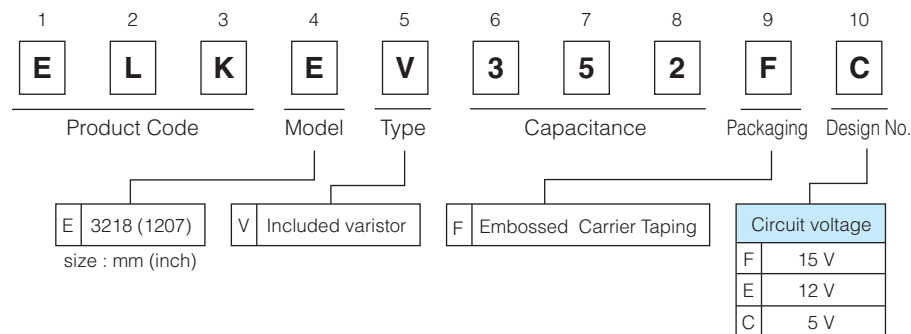 1 2 3 4 5 6 7 8 9 10
E L K E V 3 5 2 F C
Product Code Model Type Capacitance Packaging Design No.
E 3218 (1207) V Included varistor F Embossed Carrier Taping Circuit voltage
size : mm (inch) F 15 V
E 12 V
C 5 V